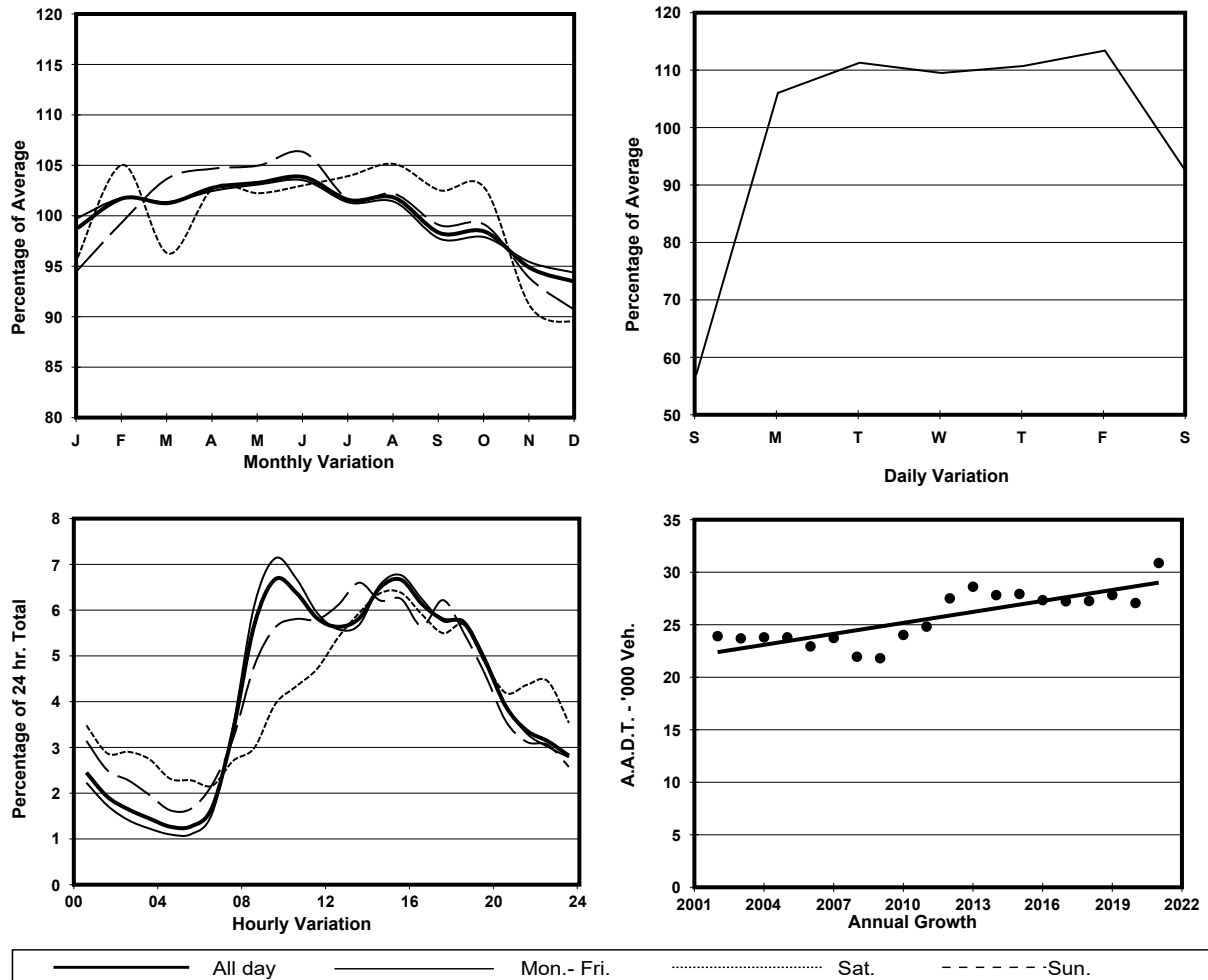 120
115
110
105
100
95
90
85
80
Percentage of Average
J F M A M J J A S O N D
Monthly Variation
120
110
100
90
80
70
60
50
Percentage of Average
S M T W T F S
Daily Variation
8
7
6
5
4
3
2
1
0
Percentage of 24 hr. Total
00 04 08 12 16 20 24
Hourly Variation
35
30
25
20
15
10
5
0
A.A.D.T. - '000 Veh.
2001 2004 2007 2010 2013 2016 2019 2022
Annual Growth
All day Mon.- Fri. Sat. Sun.